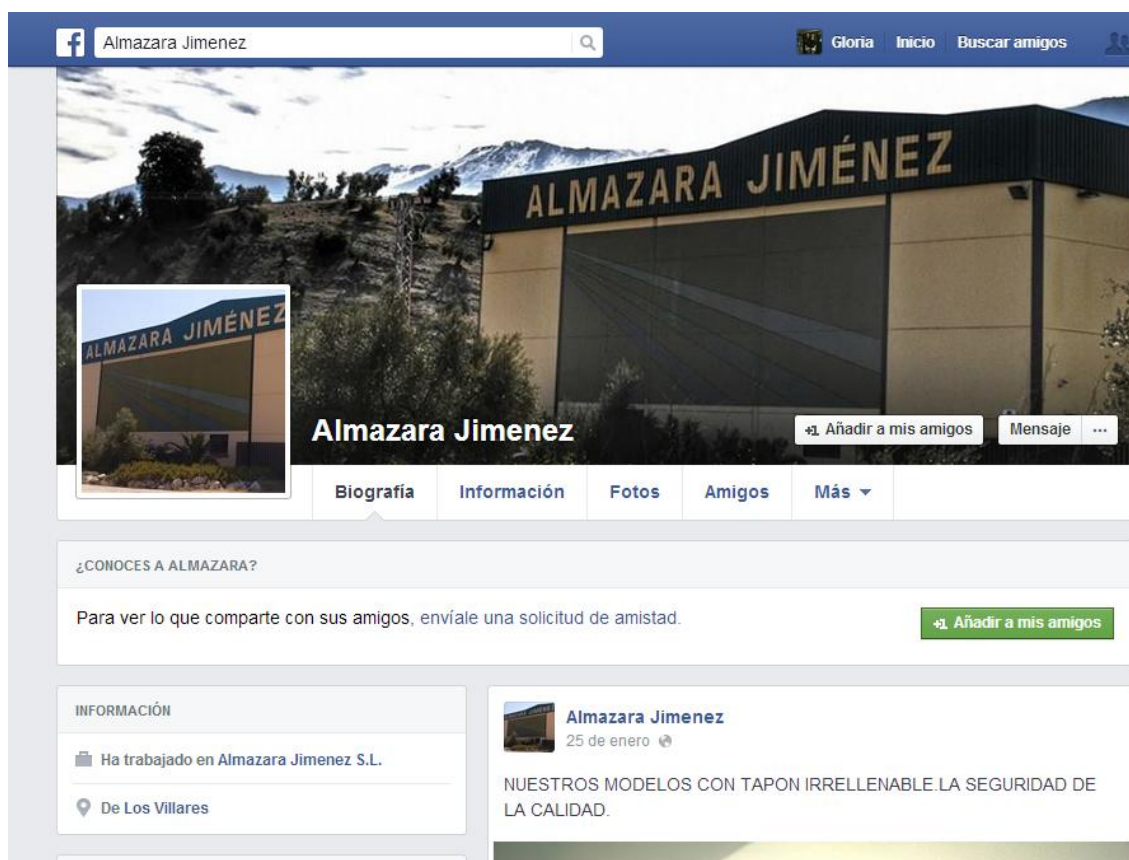 Almazara Jimenez
Gloria Inicio Buscar amigos
ALMAZARA JIMÉNEZ
ALMAZARA JIMÉNEZ
Almazara Jimenez
+1 Añadir a mis amigos Mensaje ...
Biografía Información Fotos Amigos Más
¿CONOCES A ALMAZARA?
Para ver lo que comparte con sus amigos, envíale una solicitud de amistad.
+1 Añadir a mis amigos
INFORMACIÓN
Ha trabajado en Almazara Jimenez S.L.
De Los Villares
Almazara Jimenez
25 de enero
NUESTROS MODELOS CON TAPON IRRELLENABLE.LA SEGURIDAD DE
LA CALIDAD.